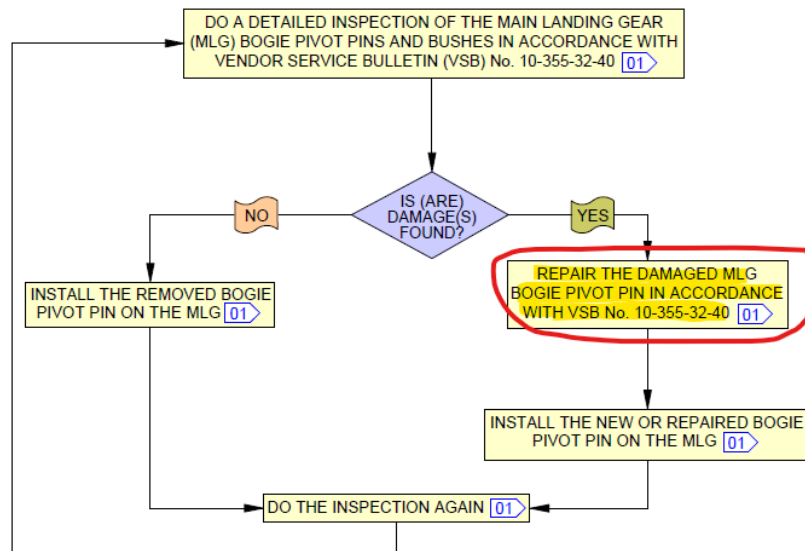 DO A DETAILED INSPECTION OF THE MAIN LANDING GEAR
(MLG) BOGIE PIVOT PINS AND BUSHES IN ACCORDANCE WITH
VENDOR SERVICE BULLETIN (VSB) No. 10-355-32-40 01
IS (ARE)
DAMAGE(S)
FOUND?
NO
YES
INSTALL THE REMOVED BOGIE
PIVOT PIN ON THE MLG 01
REPAIR THE DAMAGED MLG
BOGIE PIVOT PIN IN ACCORDANCE
WITH VSB No. 10-355-32-40 01
INSTALL THE NEW OR REPAIRED BOGIE
PIVOT PIN ON THE MLG 01
DO THE INSPECTION AGAIN 01